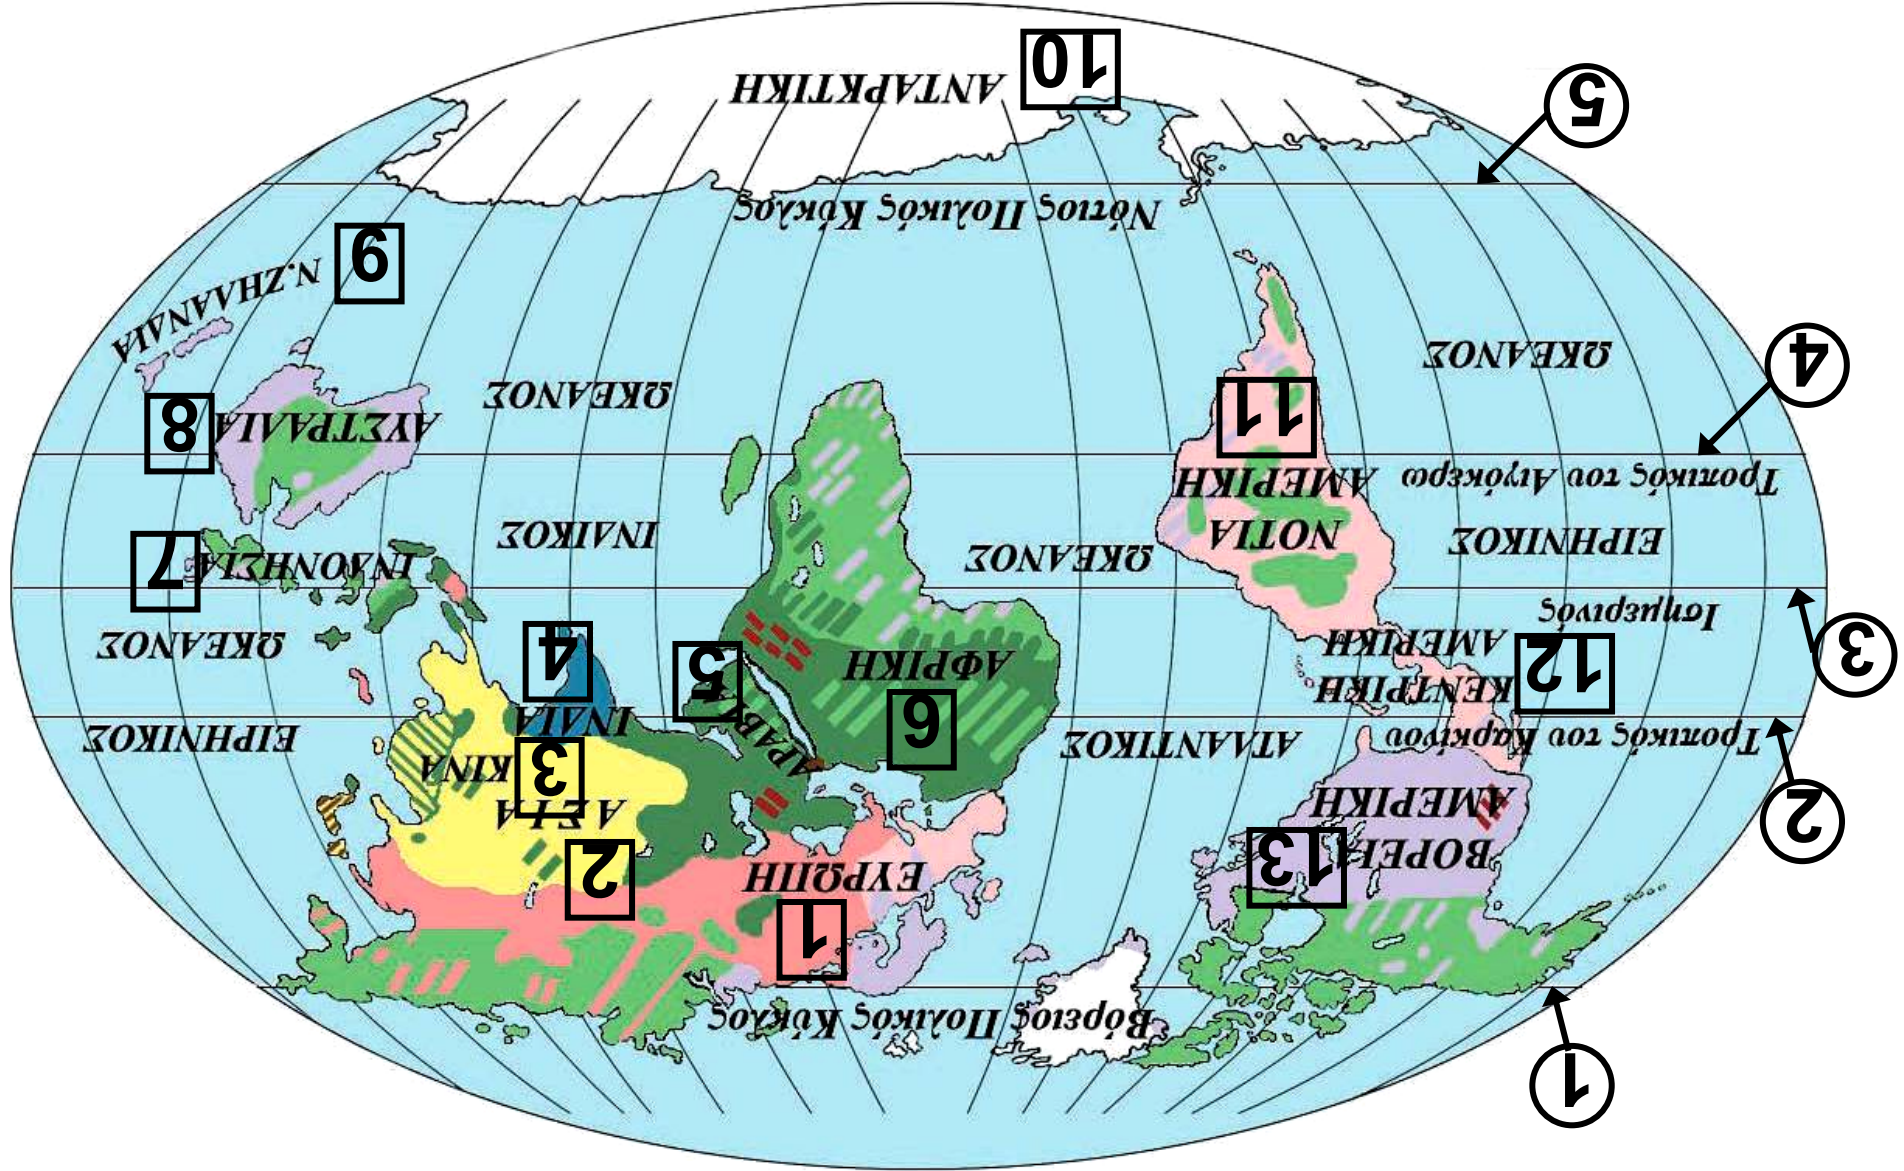 1
Βόρειος Πολικός Κύκλος
1
13
ΒΟΡΕΙΑ
ΑΜΕΡΙΚΗ
ΕΥΡΩΠΗ
2
ΑΣΙΑ
2
3
ΚΙΝΑ
Τροπικός του Καρκίνου
ΑΤΛΑΝΤΙΚΟΣ
6
ΑΦΡΙΚΗ
ΑΡΑΒΙΑ
5
ΙΝΔΙΑ
4
ΕΙΡΗΝΙΚΟΣ
ΩΚΕΑΝΟΣ
12
ΚΕΝΤΡΙΚΗ
ΑΜΕΡΙΚΗ
3
Ισημερινός
ΕΙΡΗΝΙΚΟΣ
ΩΚΕΑΝΟΣ
ΝΟΤΙΑ
ΑΜΕΡΙΚΗ
11
ΩΚΕΑΝΟΣ
ΙΝΔΙΚΟΣ
ΩΚΕΑΝΟΣ
ΙΝΔΟΝΗΣΙΑ
7
Τροπικός του Αιγόκερω
4
ΑΥΣΤΡΑΛΙΑ
8
Ν.ΖΗΛΑΝΔΙΑ
9
Νότιος Πολικός Κύκλος
5
ΑΝΤΑΡΚΤΙΚΗ
10